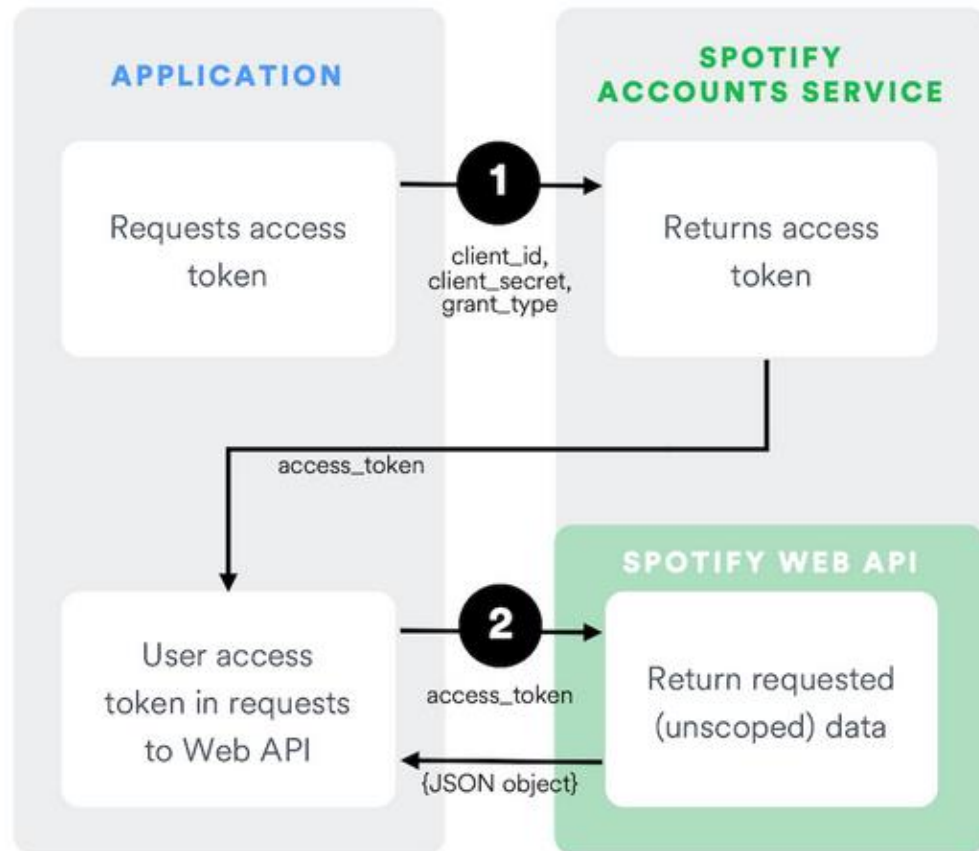 APPLICATION
SPOTIFY
ACCOUNTS SERVICE
Requests access
token
1
client_id,
client_secret,
grant_type
Returns access
token
access_token
SPOTIFY WEB API
User access
token in requests
to Web API
2
access_token
{JSON object}
Return requested
(unscoped) data